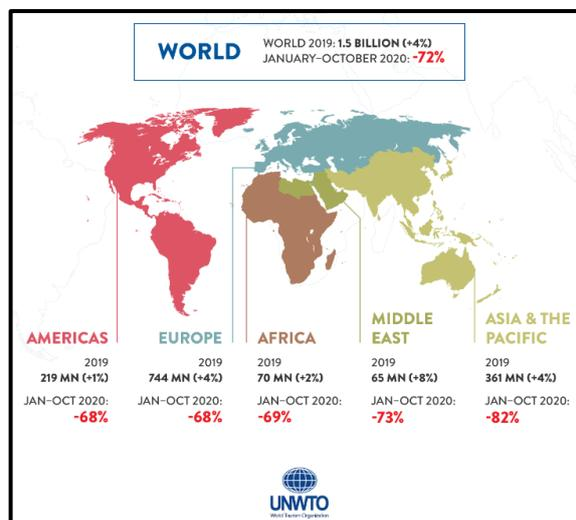 WORLD
WORLD 2019: 1.5 BILLION (+4%)
JANUARY–OCTOBER 2020: -72%
AMERICAS
2019
219 MN (+1%)
JAN–OCT 2020:
-68%
EUROPE
2019
744 MN (+4%)
JAN–OCT 2020:
-68%
AFRICA
2019
70 MN (+2%)
JAN–OCT 2020:
-69%
MIDDLE
EAST
2019
65 MN (+8%)
JAN–OCT 2020:
-73%
ASIA & THE
PACIFIC
2019
361 MN (+4%)
JAN–OCT 2020:
-82%
UNWTO
World Tourism Organization